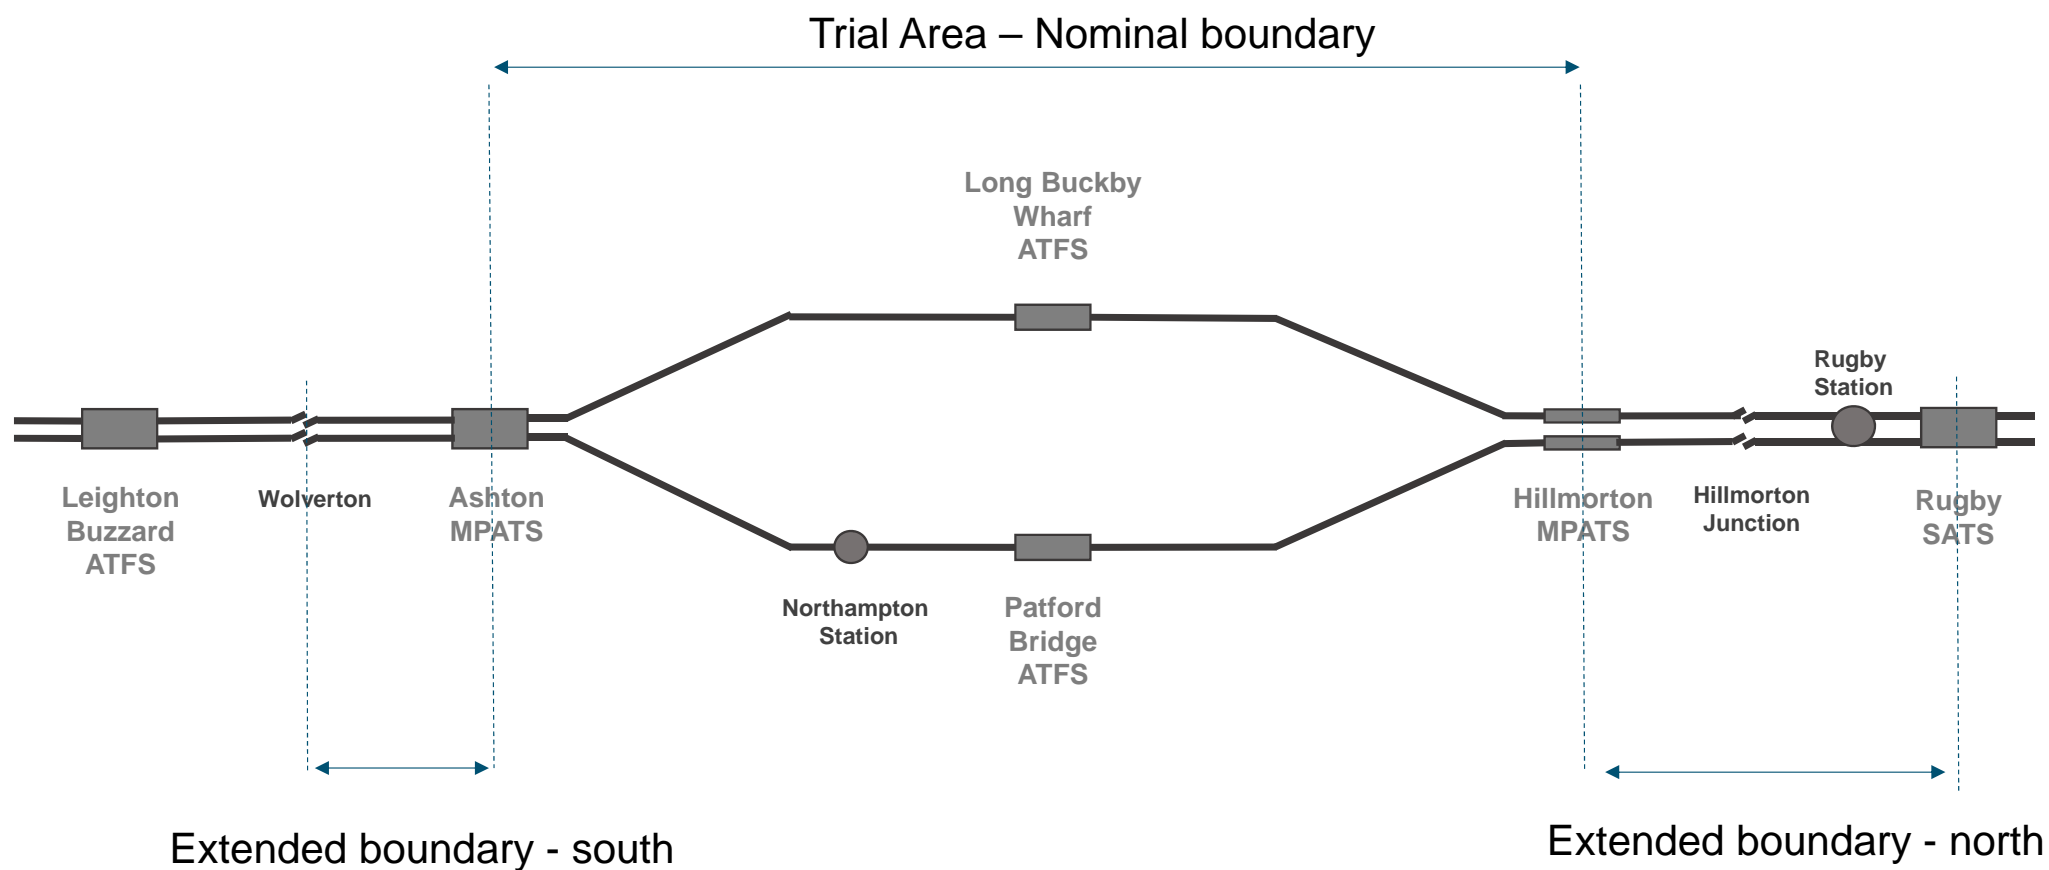 Trial Area – Nominal boundary
Long Buckby
Wharf
ATFS
Rugby
Station
Leighton
Buzzard
ATFS
Wolverton
Ashton
MPATS
Hillmorton
MPATS
Hillmorton
Junction
Rugby
SATS
Northampton
Station
Patford
Bridge
ATFS
Extended boundary - south
Extended boundary - north